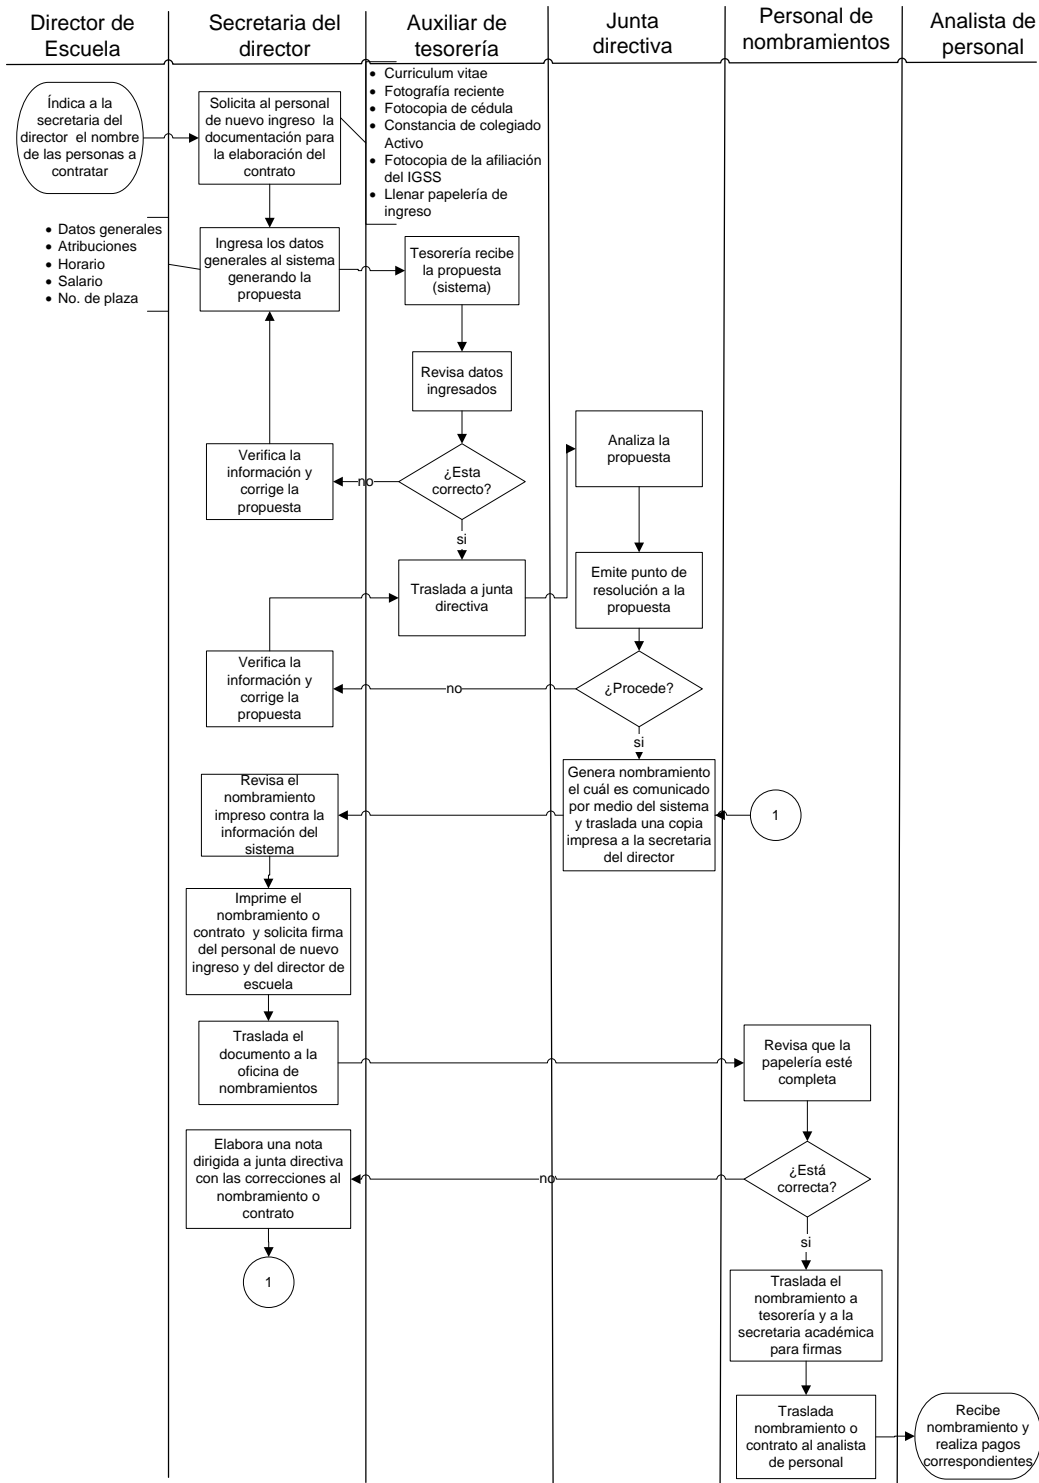 Director de
Escuela
Secretaria del
director
Auxiliar de
tesorería
Junta
directiva
Personal de
nombramientos
Analista de
personal
Índica a la
secretaria del
director el nombre
de las personas a
contratar
Solicita al personal
de nuevo ingreso la
documentación para
la elaboración del
contrato
• Curriculum vitae
• Fotografía reciente
• Fotocopia de cédula
• Constancia de colegiado
Activo
• Fotocopia de la afiliación
del IGSS
• Llenar papelería de
ingreso
• Datos generales
• Atribuciones
• Horario
• Salario
• No. de plaza
Ingresa los datos
generales al sistema
generando la
propuesta
Tesorería recibe
la propuesta
(sistema)
Revisa datos
ingresados
¿Esta
correcto?
no
si
Verifica la
información y
corrige la
propuesta
Analiza la
propuesta
Traslada a junta
directiva
Emite punto de
resolución a la
propuesta
¿Procede?
no
si
Verifica la
información y
corrige la
propuesta
Genera nombramiento
el cuál es comunicado
por medio del sistema
y traslada una copia
impresa a la secretaria
del director
1
Revisa el
nombramiento
impreso contra la
información del
sistema
Imprime el
nombramiento o
contrato y solicita firma
del personal de nuevo
ingreso y del director de
escuela
Traslada el
documento a la
oficina de
nombramientos
Revisa que la
papelería esté
completa
¿Está
correcta?
no
si
Elabora una nota
dirigida a junta directiva
con las correcciones al
nombramiento o
contrato
1
Traslada el
nombramiento a
tesorería y a la
secretaria académica
para firmas
Traslada
nombramiento o
contrato al analista
de personal
Recibe
nombramiento y
realiza pagos
correspondientes